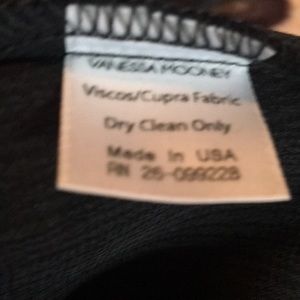 VANESSA MOONEY
Viscos/Cupra Fabric
Dry Clean Only
Made In USA
RN 26-099228